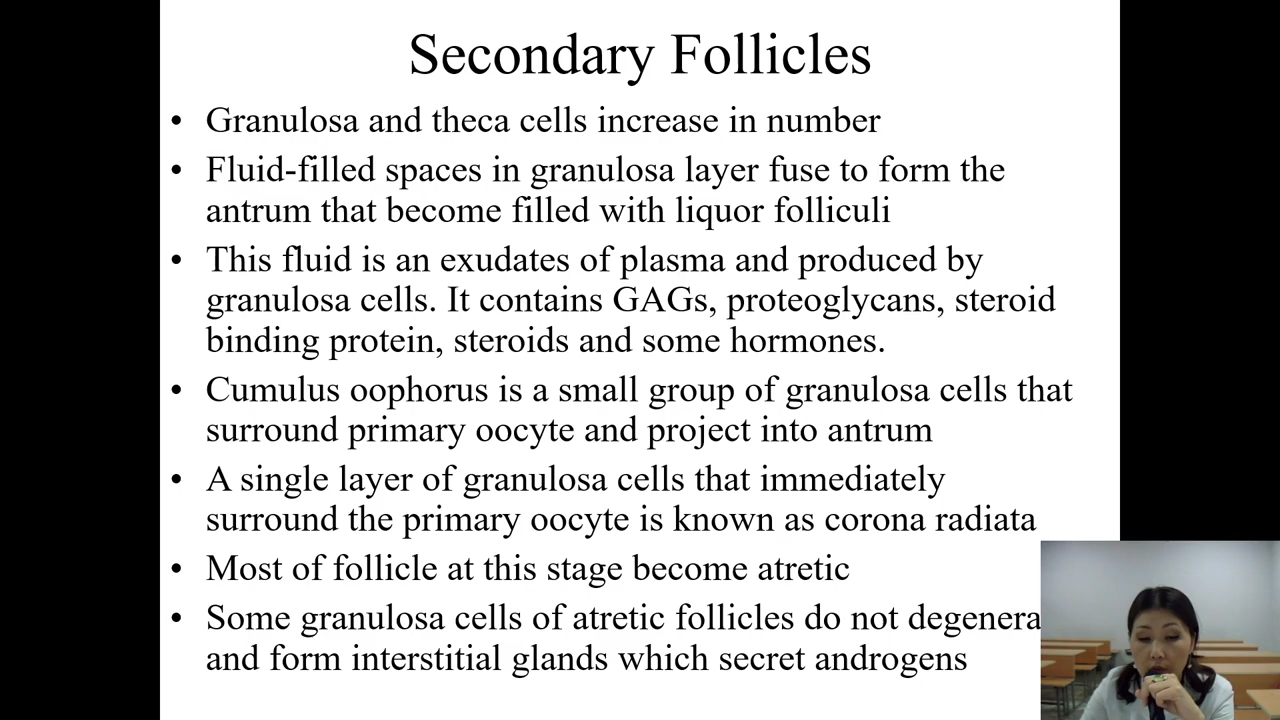 Secondary Follicles
• Granulosa and theca cells increase in number
• Fluid-filled spaces in granulosa layer fuse to form the
antrum that become filled with liquor folliculi
• This fluid is an exudates of plasma and produced by
granulosa cells. It contains GAGs, proteoglycans, steroid
binding protein, steroids and some hormones.
• Cumulus oophorus is a small group of granulosa cells that
surround primary oocyte and project into antrum
• A single layer of granulosa cells that immediately
surround the primary oocyte is known as corona radiata
• Most of follicle at this stage become atretic
• Some granulosa cells of atretic follicles do not degenera
and form interstitial glands which secret androgens